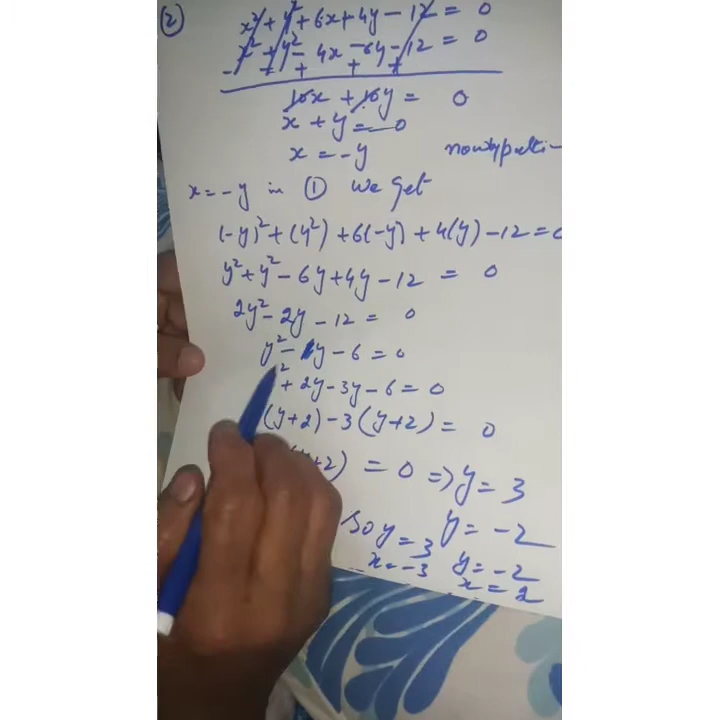 (2)
x² + y² + 6x + 4y - 12 = 0
x² + y² - 4x - 6y - 12 = 0
- - + + +
10x + 10y = 0
x + y = 0
x = -y
x = -y in (1) we get
(-y)² + (y²) + 6(-y) + 4(y) - 12 = 0
y² + y² - 6y + 4y - 12 = 0
2y² - 2y - 12 = 0
y² - 1y - 6 = 0
² + 2y - 3y - 6 = 0
(y+2) - 3(y+2) = 0
+2) = 0 ⇒ y = 3
y = -2
so y = 3
x = -3
y = -2
x = 2